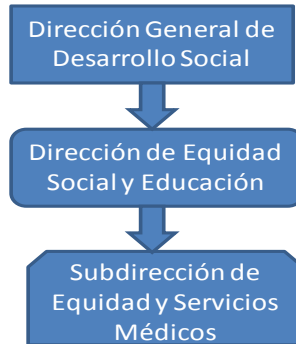 Dirección General de
Desarrollo Social
Dirección de Equidad
Social y Educación
Subdirección de
Equidad y Servicios
Médicos